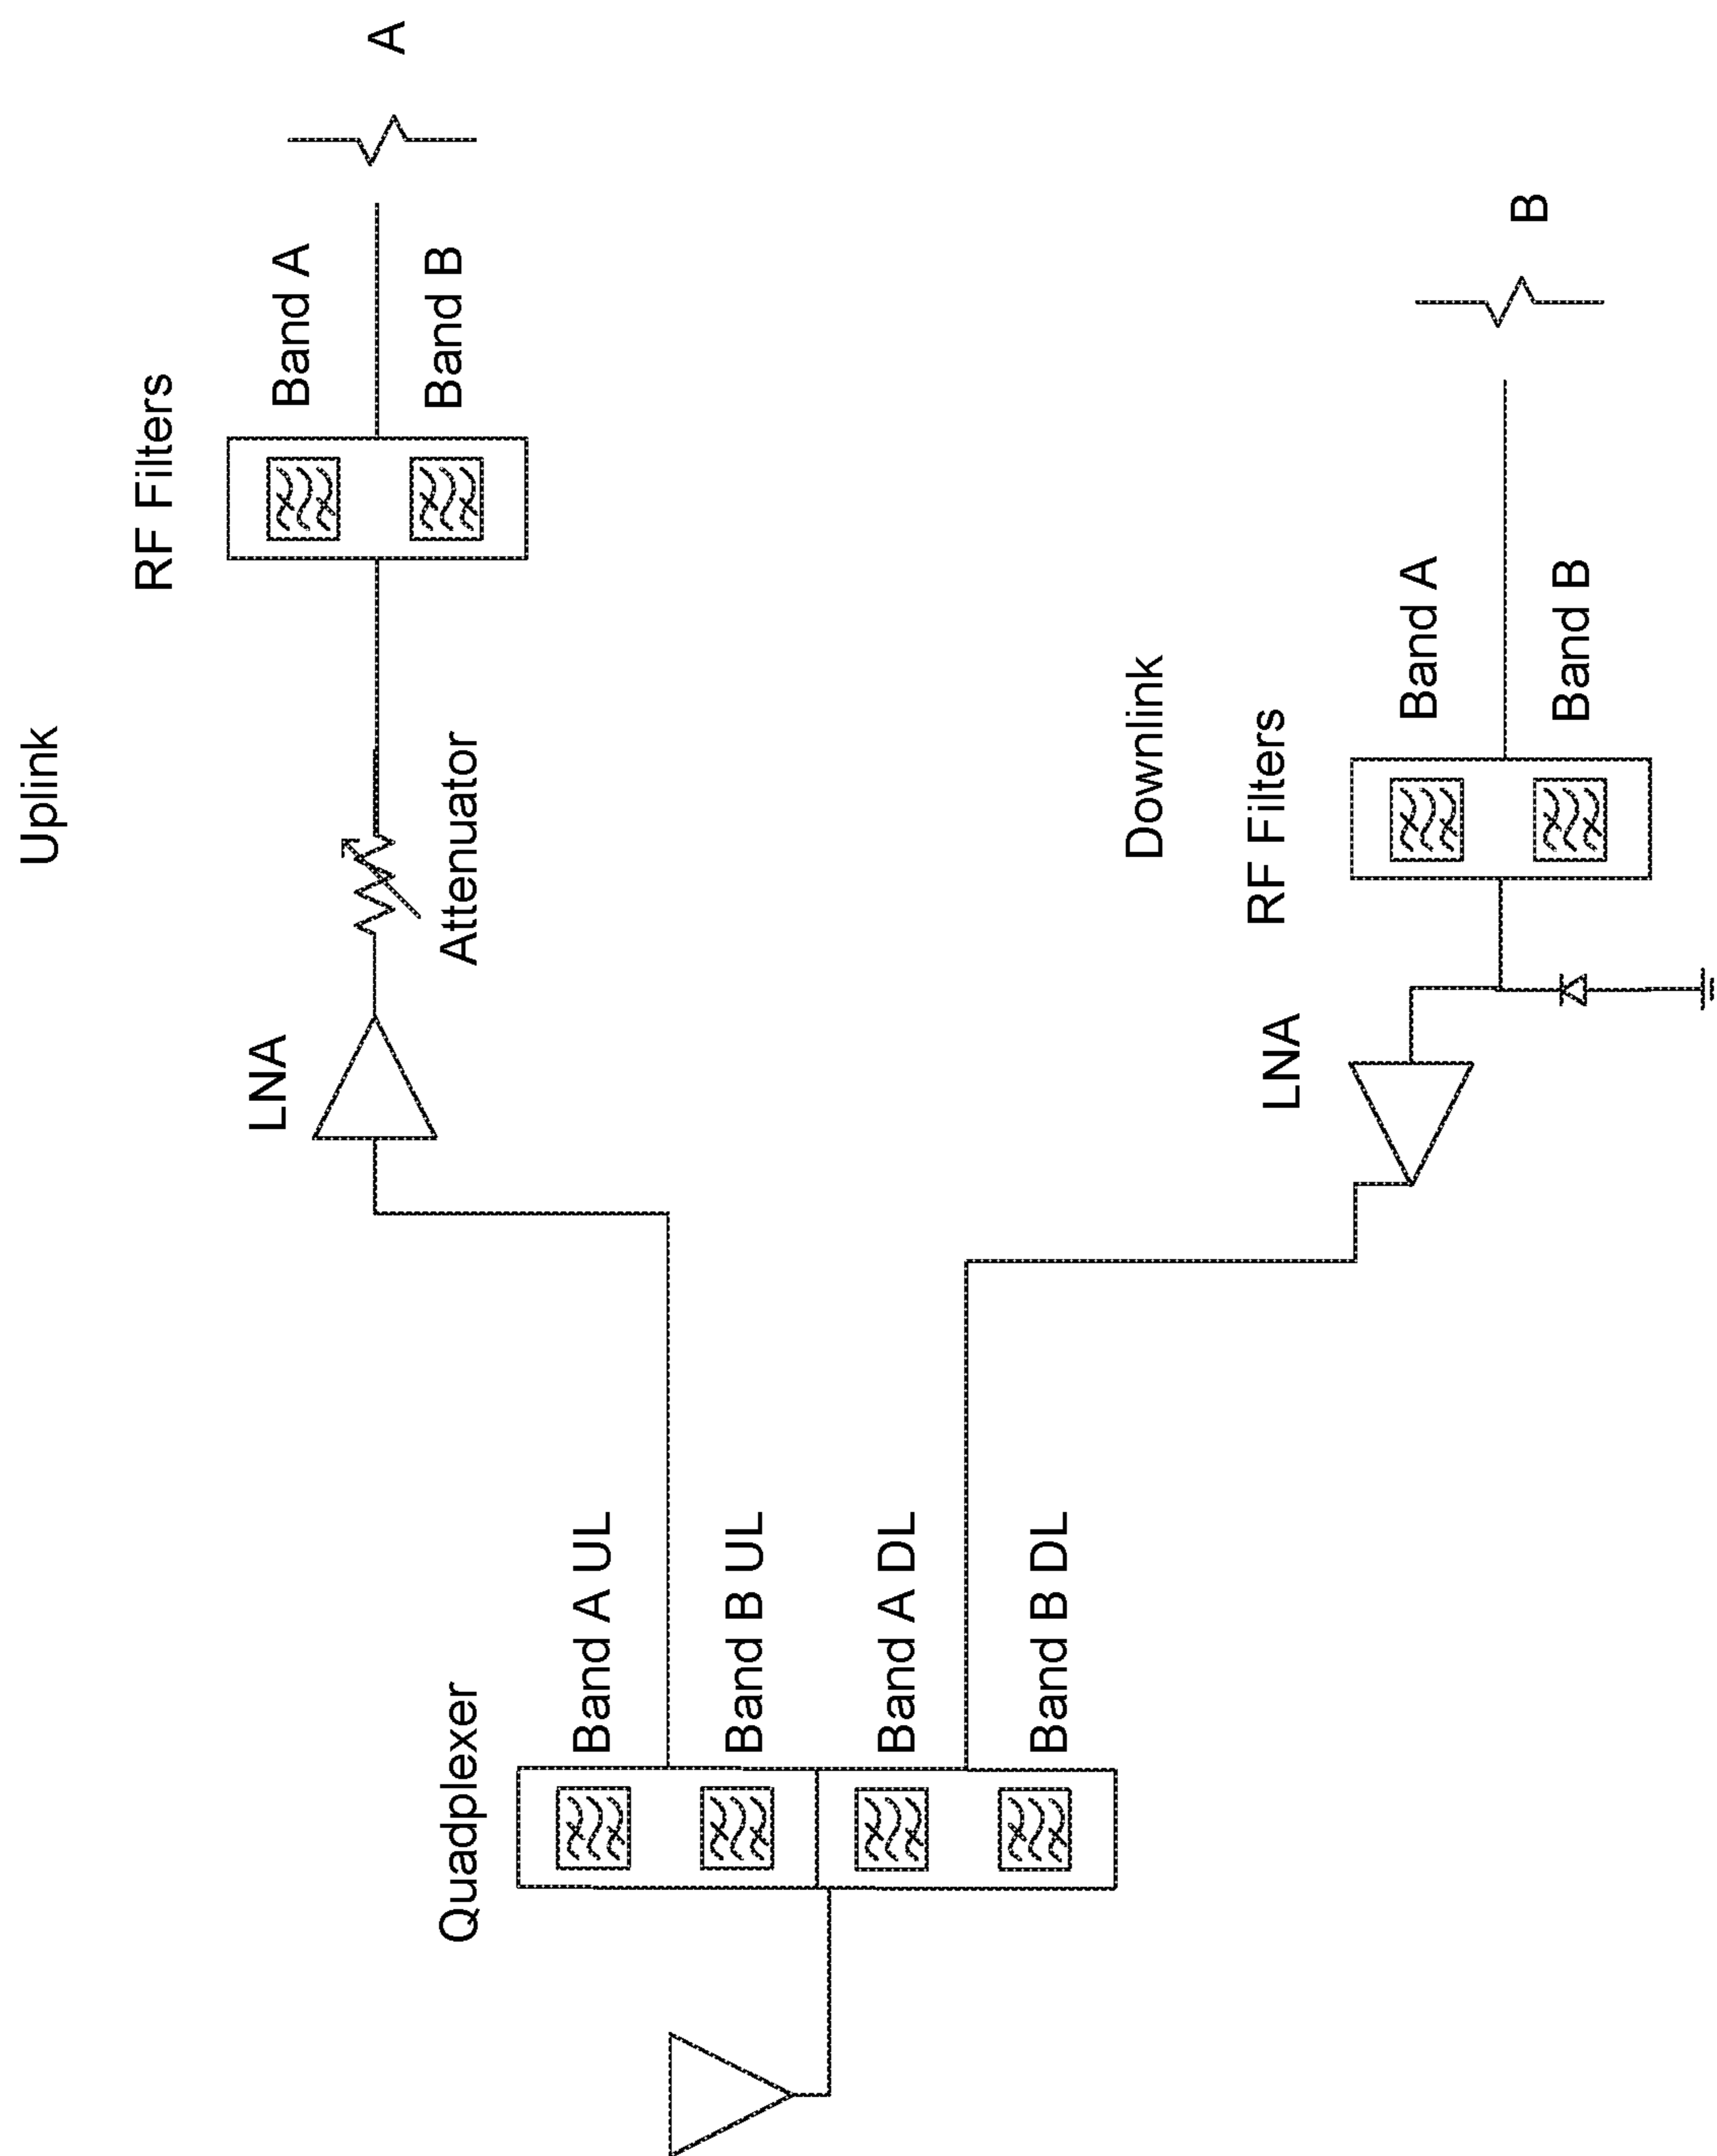 Uplink
RF Filters
A
Band A
LNA
Band B
Attenuator
Quadplexer
Band A UL
Band B UL
Band A DL
Band B DL
Downlink
RF Filters
LNA
Band A
B
Band B